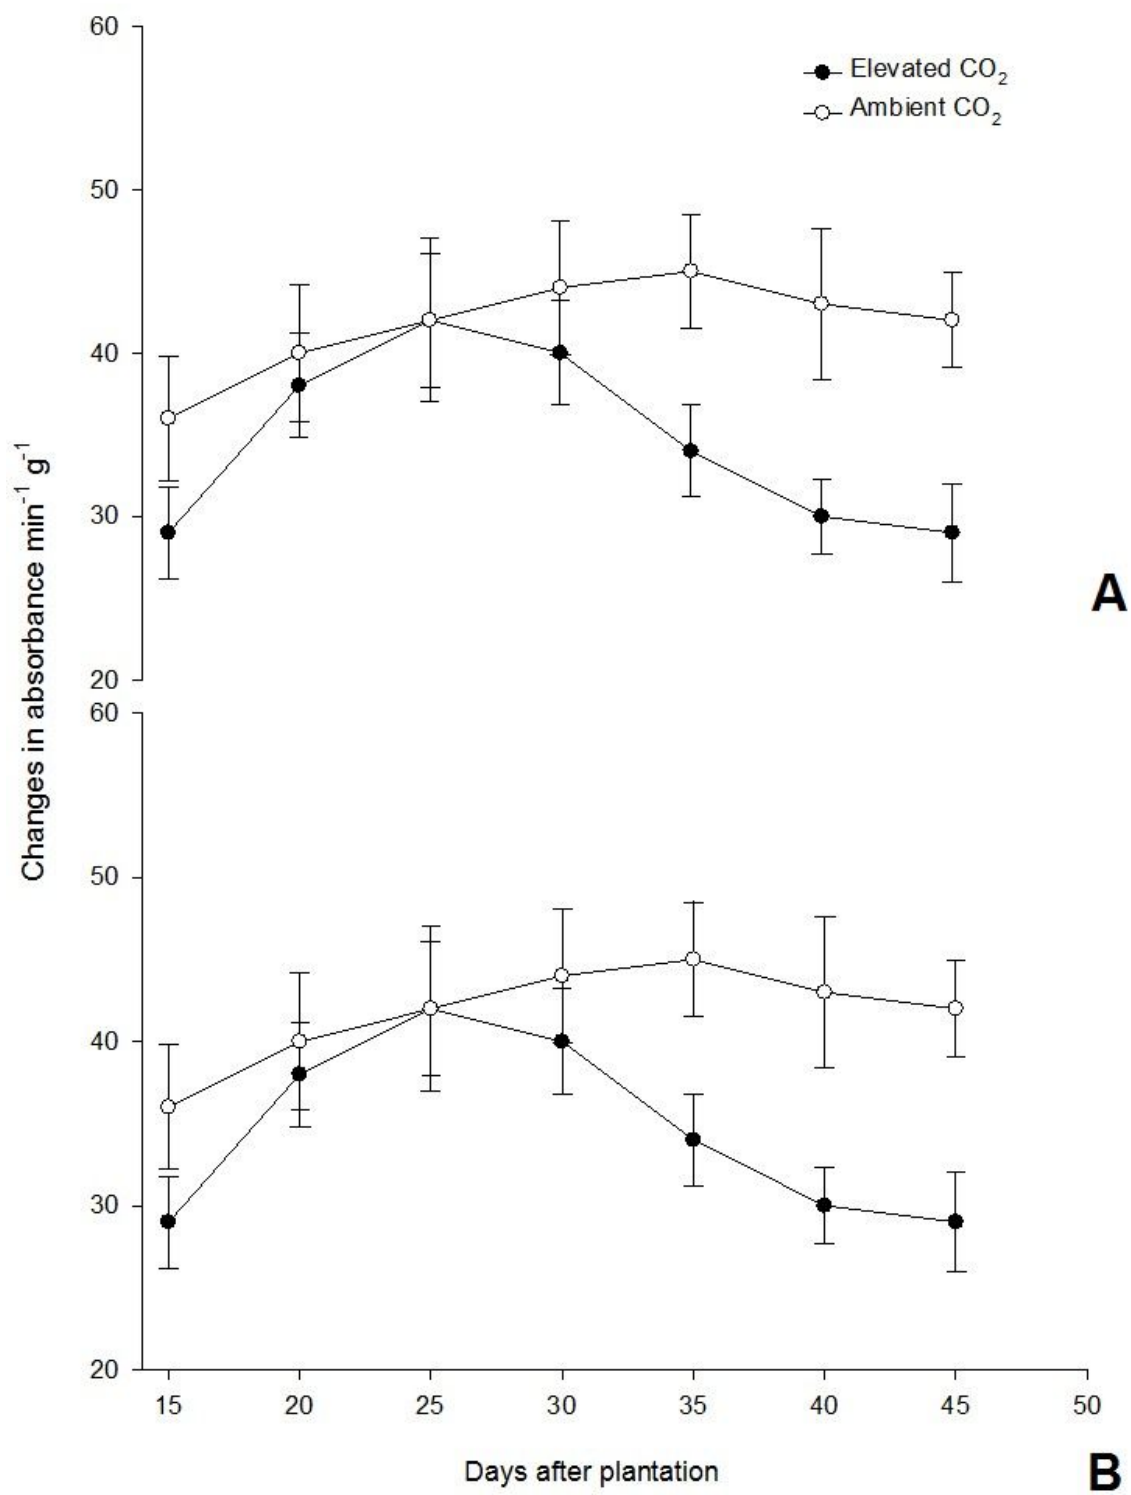 60
Elevated CO₂
Ambient CO₂
50
40
30
A
20
Changes in absorbance min⁻¹ g⁻¹
60
50
40
30
20
15 20 25 30 35 40 45 50
Days after plantation
B